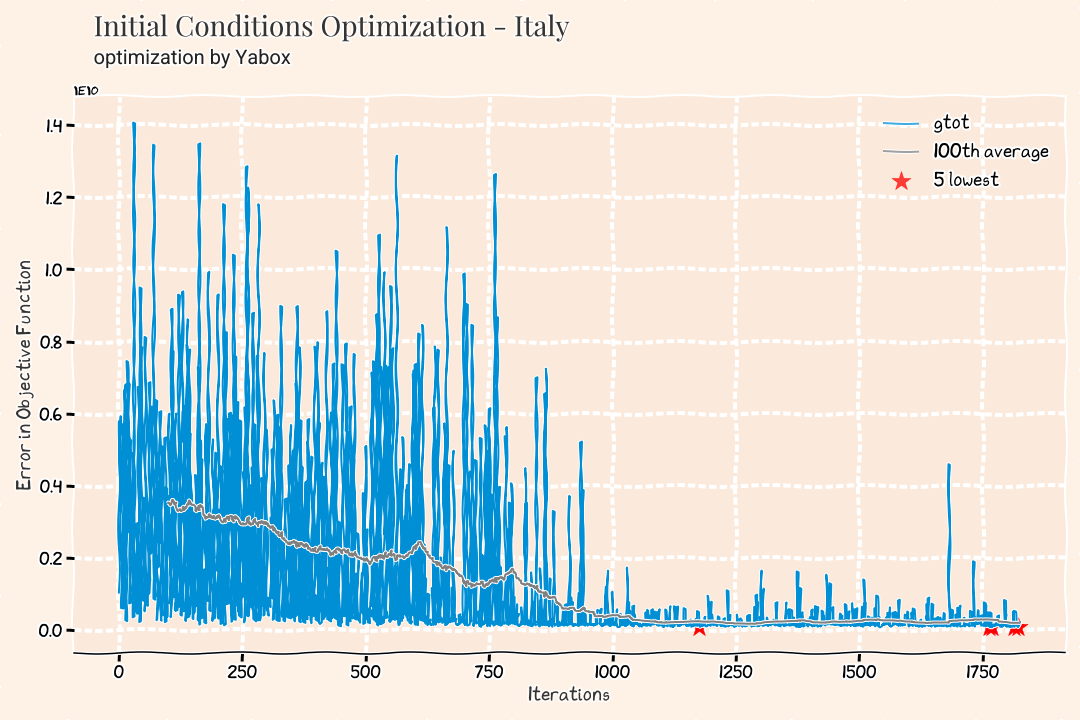 Initial Conditions Optimization - Italy
optimization by Yabox
1E10
1.4
1.2
1.0
0.8
0.6
0.4
0.2
0.0
Error in Objective Function
gtot
100th average
5 lowest
0 250 500 750 1000 1250 1500 1750
Iterations